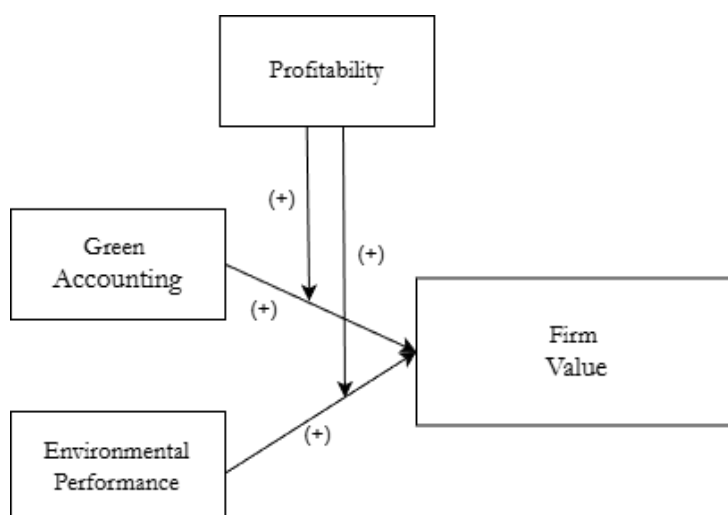 Profitability
(+)
Green
Accounting
(+)
(+)
Firm
Value
Environmental
Performance
(+)